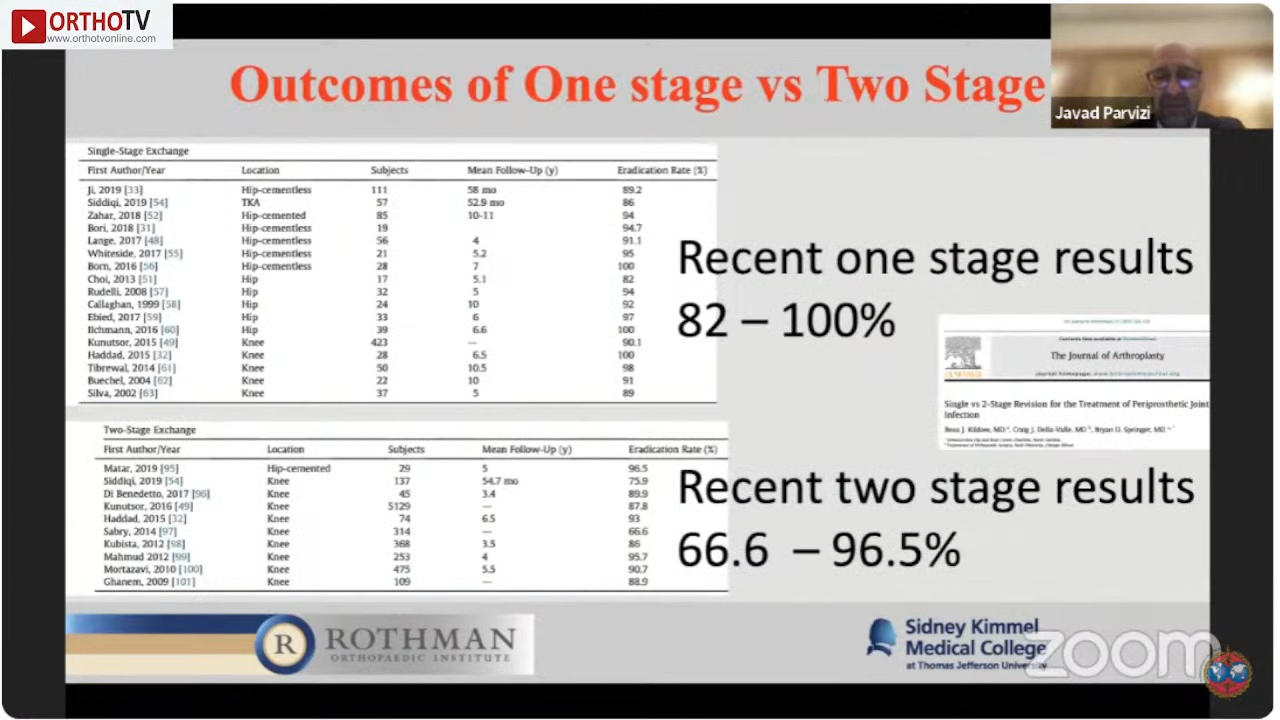 ORTHOTV
www.orthotvonline.com
Outcomes of One stage vs Two Stage
Javad Parvizi
Single-Stage Exchange
First Author/Year Location Subjects Mean Follow-Up (y) Eradication Rate (%)
Ji, 2019 [33] Hip-cementless 111 58 mo 89.2
Siddiqi, 2019 [54] TKA 57 52.9 mo 86
Zahar, 2018 [52] Hip-cemented 85 10-11 94
Bori, 2018 [31] Hip-cementless 19 94.7
Lange, 2017 [48] Hip-cementless 56 4 91.1
Whiteside, 2017 [55] Hip-cementless 21 5.2 95
Born, 2016 [56] Hip-cementless 28 7 100
Choi, 2013 [51] Hip 17 5.1 82
Rudelli, 2008 [57] Hip 32 5 94
Callaghan, 1999 [58] Hip 24 10 92
Ebied, 2017 [59] Hip 33 6 97
Ilchmann, 2016 [60] Hip 39 6.6 100
Kunutsor, 2015 [49] Knee 423 — 90.1
Haddad, 2015 [32] Knee 28 6.5 100
Tibrewal, 2014 [61] Knee 50 10.5 98
Buechel, 2004 [62] Knee 22 10 91
Silva, 2002 [63] Knee 37 5 89
Recent one stage results
82 – 100%
The Journal of Arthroplasty
journal homepage: www.arthroplastyjournal.org
Single vs 2-Stage Revision for the Treatment of Periprosthetic Joint
Infection
Beau J. Kildow, MD, Craig J. Della-Valle, MD, Bryan D. Springer, MD
Two-Stage Exchange
First Author/Year Location Subjects Mean Follow-Up (y) Eradication Rate (%)
Matar, 2019 [95] Hip-cemented 29 5 96.5
Siddiqi, 2019 [54] Knee 137 54.7 mo 75.9
Di Benedetto, 2017 [96] Knee 45 3.4 89.9
Kunutsor, 2016 [49] Knee 5129 — 87.8
Haddad, 2015 [32] Knee 74 6.5 93
Sabry, 2014 [97] Knee 314 — 66.6
Kubista, 2012 [98] Knee 368 3.5 86
Mahmud 2012 [99] Knee 253 4 95.7
Mortazavi, 2010 [100] Knee 475 5.5 90.7
Ghanem, 2009 [101] Knee 109 — 88.9
Recent two stage results
66.6 – 96.5%
R ROTHMAN
ORTHOPAEDIC INSTITUTE
Sidney Kimmel
Medical College
at Thomas Jefferson University
zoom